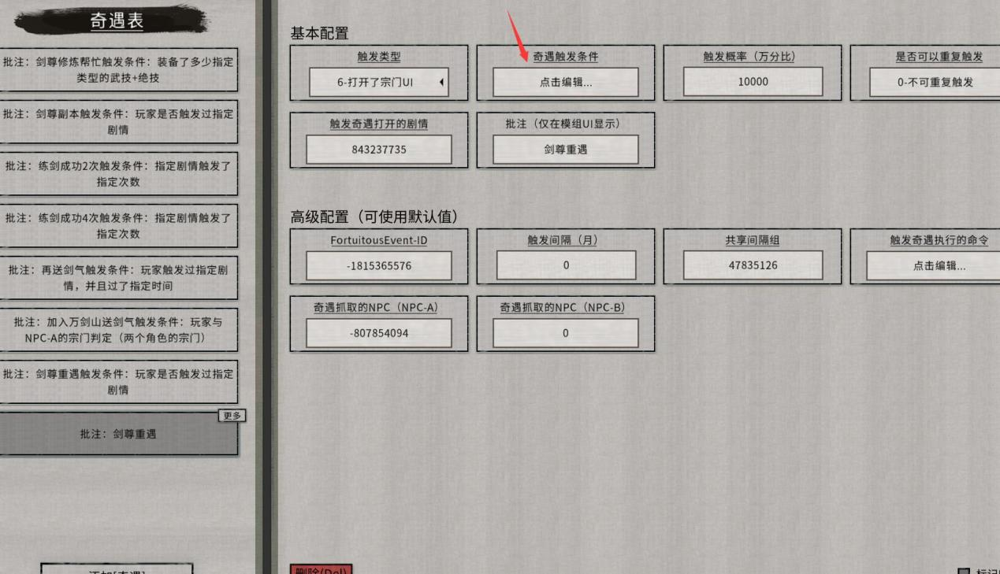 奇遇表
批注：剑尊修炼帮忙触发条件：装备了多少指定
类型的武技+绝技
批注：剑尊副本触发条件：玩家是否触发过指定
剧情
批注：练剑成功2次触发条件：指定剧情触发了
指定次数
批注：练剑成功4次触发条件：指定剧情触发了
指定次数
批注：再送剑气触发条件：玩家触发过指定剧
情，并且过了指定时间
批注：加入万剑山送剑气触发条件：玩家与
NPC-A的宗门判定（两个角色的宗门）
批注：剑尊重遇触发条件：玩家是否触发过指定
剧情
更多
批注：剑尊重遇
基本配置
触发类型
6-打开了宗门UI
奇遇触发条件
点击编辑...
触发概率（万分比）
10000
是否可以重复触发
0-不可重复触发
触发奇遇打开的剧情
843237735
批注（仅在模组UI显示）
剑尊重遇
高级配置（可使用默认值）
FortuitousEvent-ID
-1815365576
触发间隔（月）
0
共享间隔组
47835126
触发奇遇执行的命令
点击编辑...
奇遇抓取的NPC（NPC-A）
-807854094
奇遇抓取的NPC（NPC-B）
0
删除(Del)